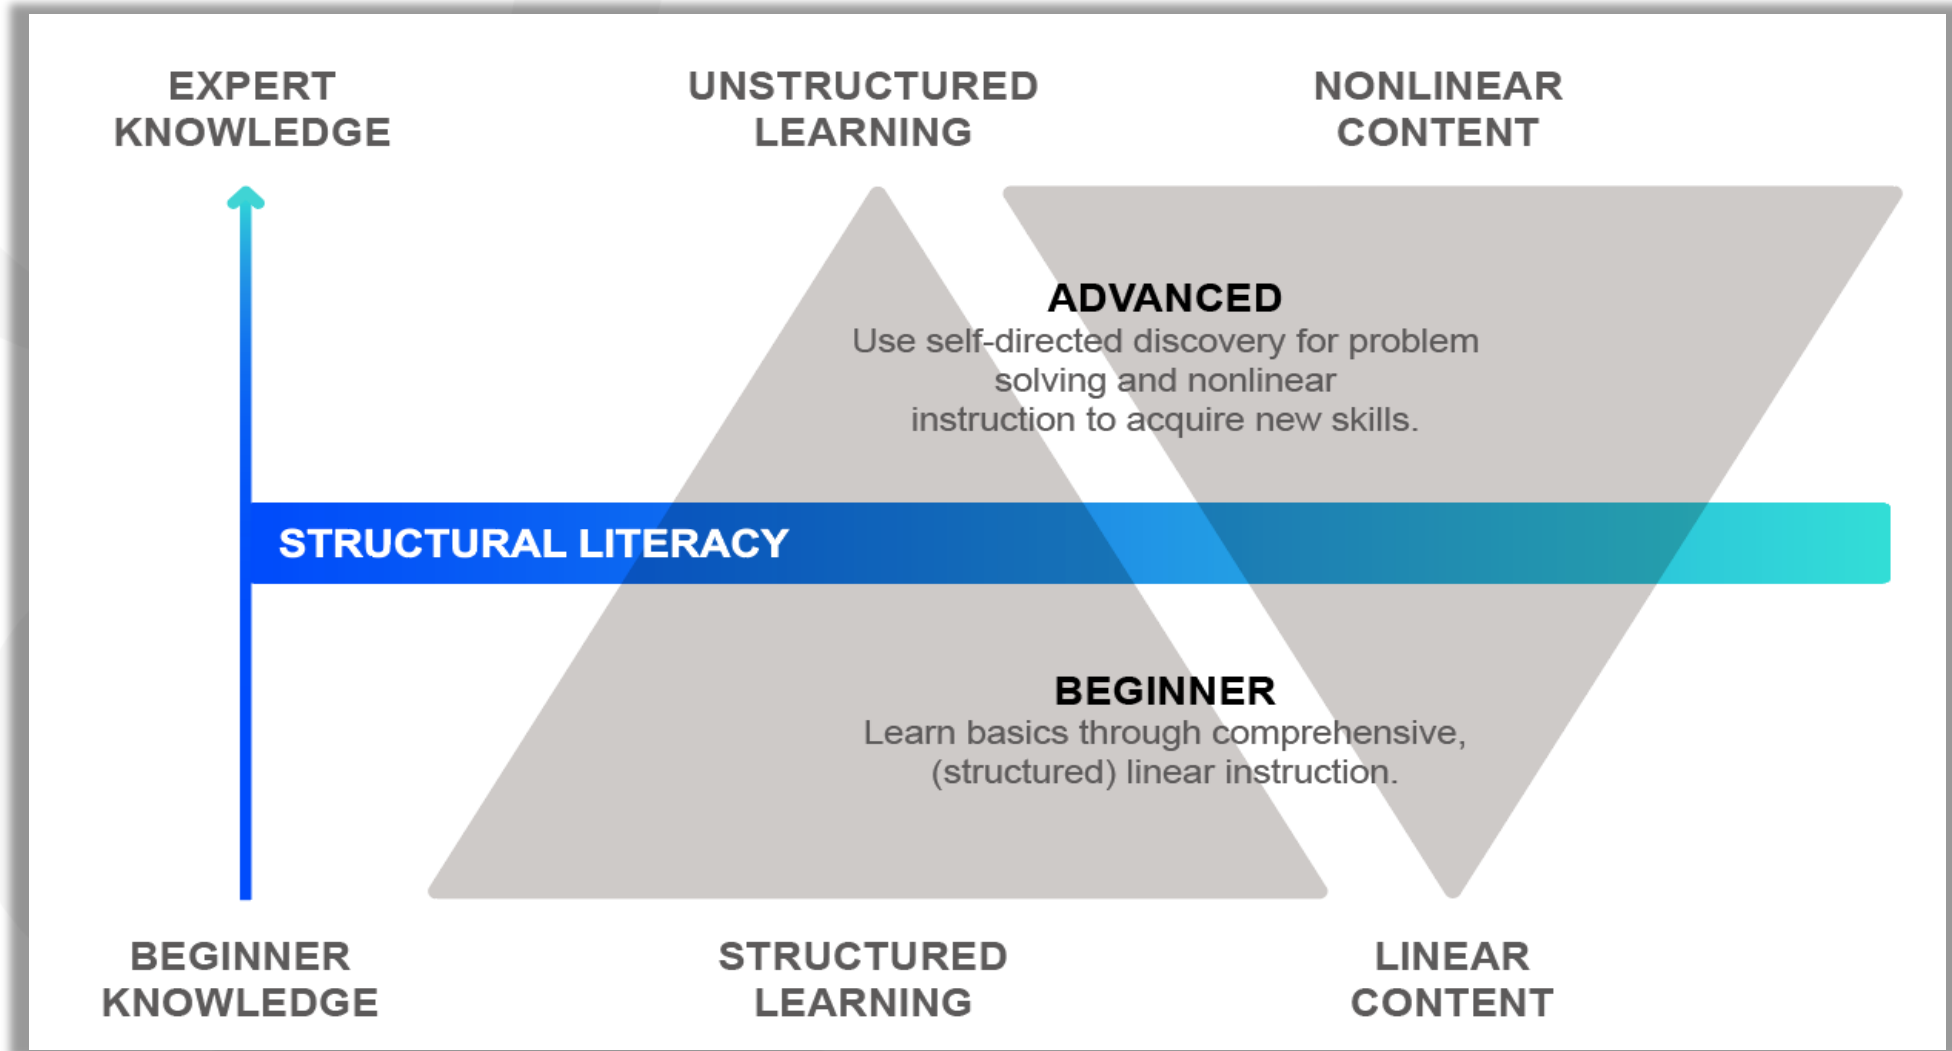 EXPERT
KNOWLEDGE
UNSTRUCTURED
LEARNING
NONLINEAR
CONTENT
ADVANCED
Use self-directed discovery for problem
solving and nonlinear
instruction to acquire new skills.
STRUCTURAL LITERACY
BEGINNER
Learn basics through comprehensive,
(structured) linear instruction.
BEGINNER
KNOWLEDGE
STRUCTURED
LEARNING
LINEAR
CONTENT